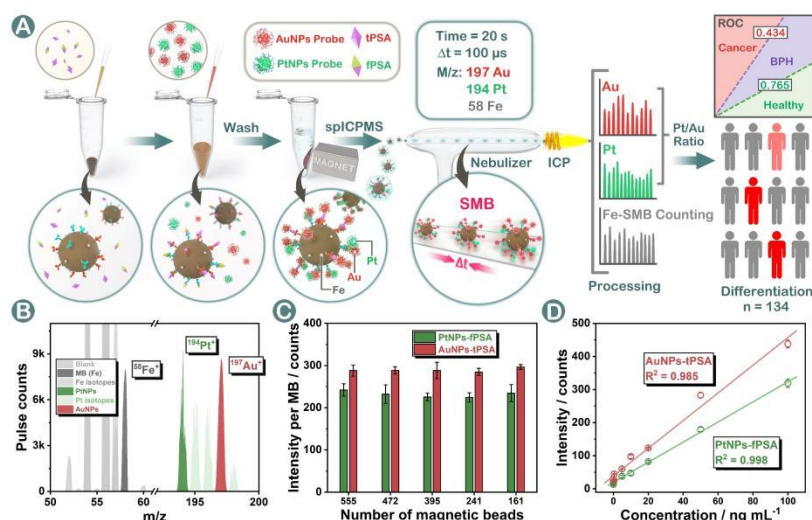 A
AuNPs Probe
tPSA
PtNPs Probe
fPSA
Time = 20 s
Δt = 100 µs
M/z: 197 Au
194 Pt
58 Fe
ROC
0.434
Cancer
BPH
0.765
Healthy
Wash
spICPMS
MAGNET
Nebulizer
ICP
Au
Pt
Pt/Au
Ratio
Fe-SMB Counting
Processing
Pt
Au
Fe
SMB
Δt
Differentiation
n = 134
B
Pulse counts
9k
6k
3k
0
50
55
60
195
200
m/z
Blank
MB (Fe)
Fe isotopes
PtNPs
Pt isotopes
AuNPs
⁵⁸Fe⁺
¹⁹⁴Pt⁺
¹⁹⁷Au⁺
C
Intensity per MB / counts
400
300
200
100
0
PtNPs-fPSA
AuNPs-tPSA
555
472
395
241
161
Number of magnetic beads
D
Intensity / counts
500
400
300
200
100
0
AuNPs-tPSA
R² = 0.985
PtNPs-fPSA
R² = 0.998
0
20
40
60
80
100
Concentration / ng mL⁻¹